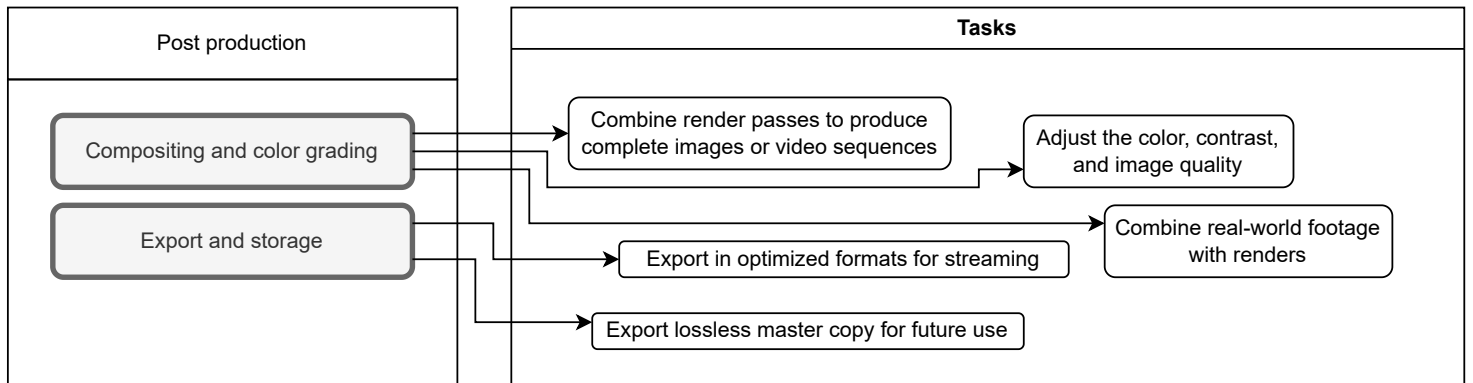 Post production
Tasks
Compositing and color grading
Export and storage
Combine render passes to produce
complete images or video sequences
Adjust the color, contrast,
and image quality
Combine real-world footage
with renders
Export in optimized formats for streaming
Export lossless master copy for future use